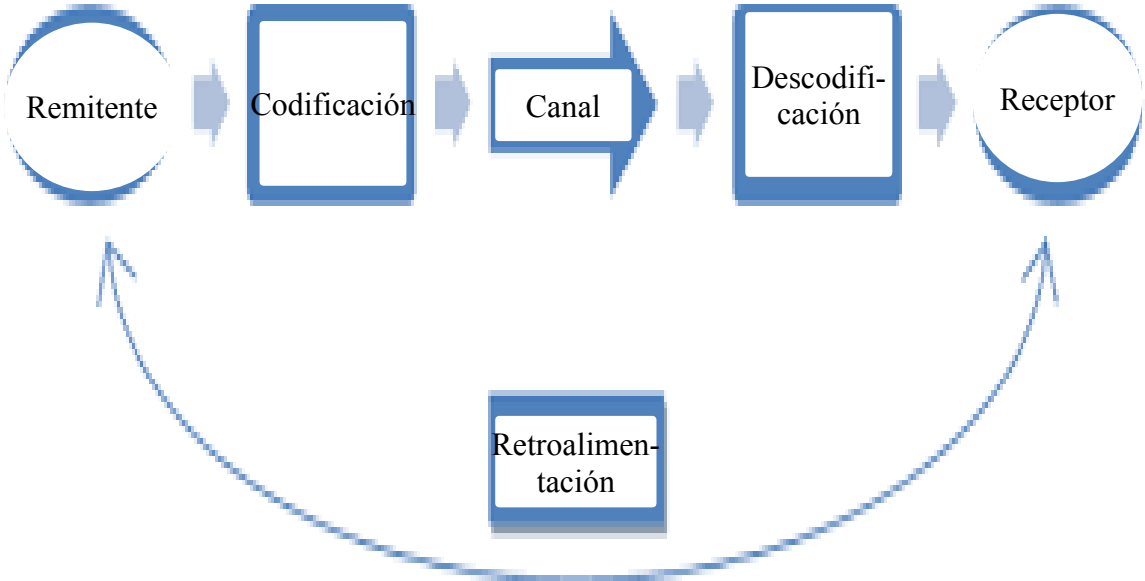 Remitente
Codificación
Canal
Descodifi-
cación
Receptor
Retroalimen-
tación